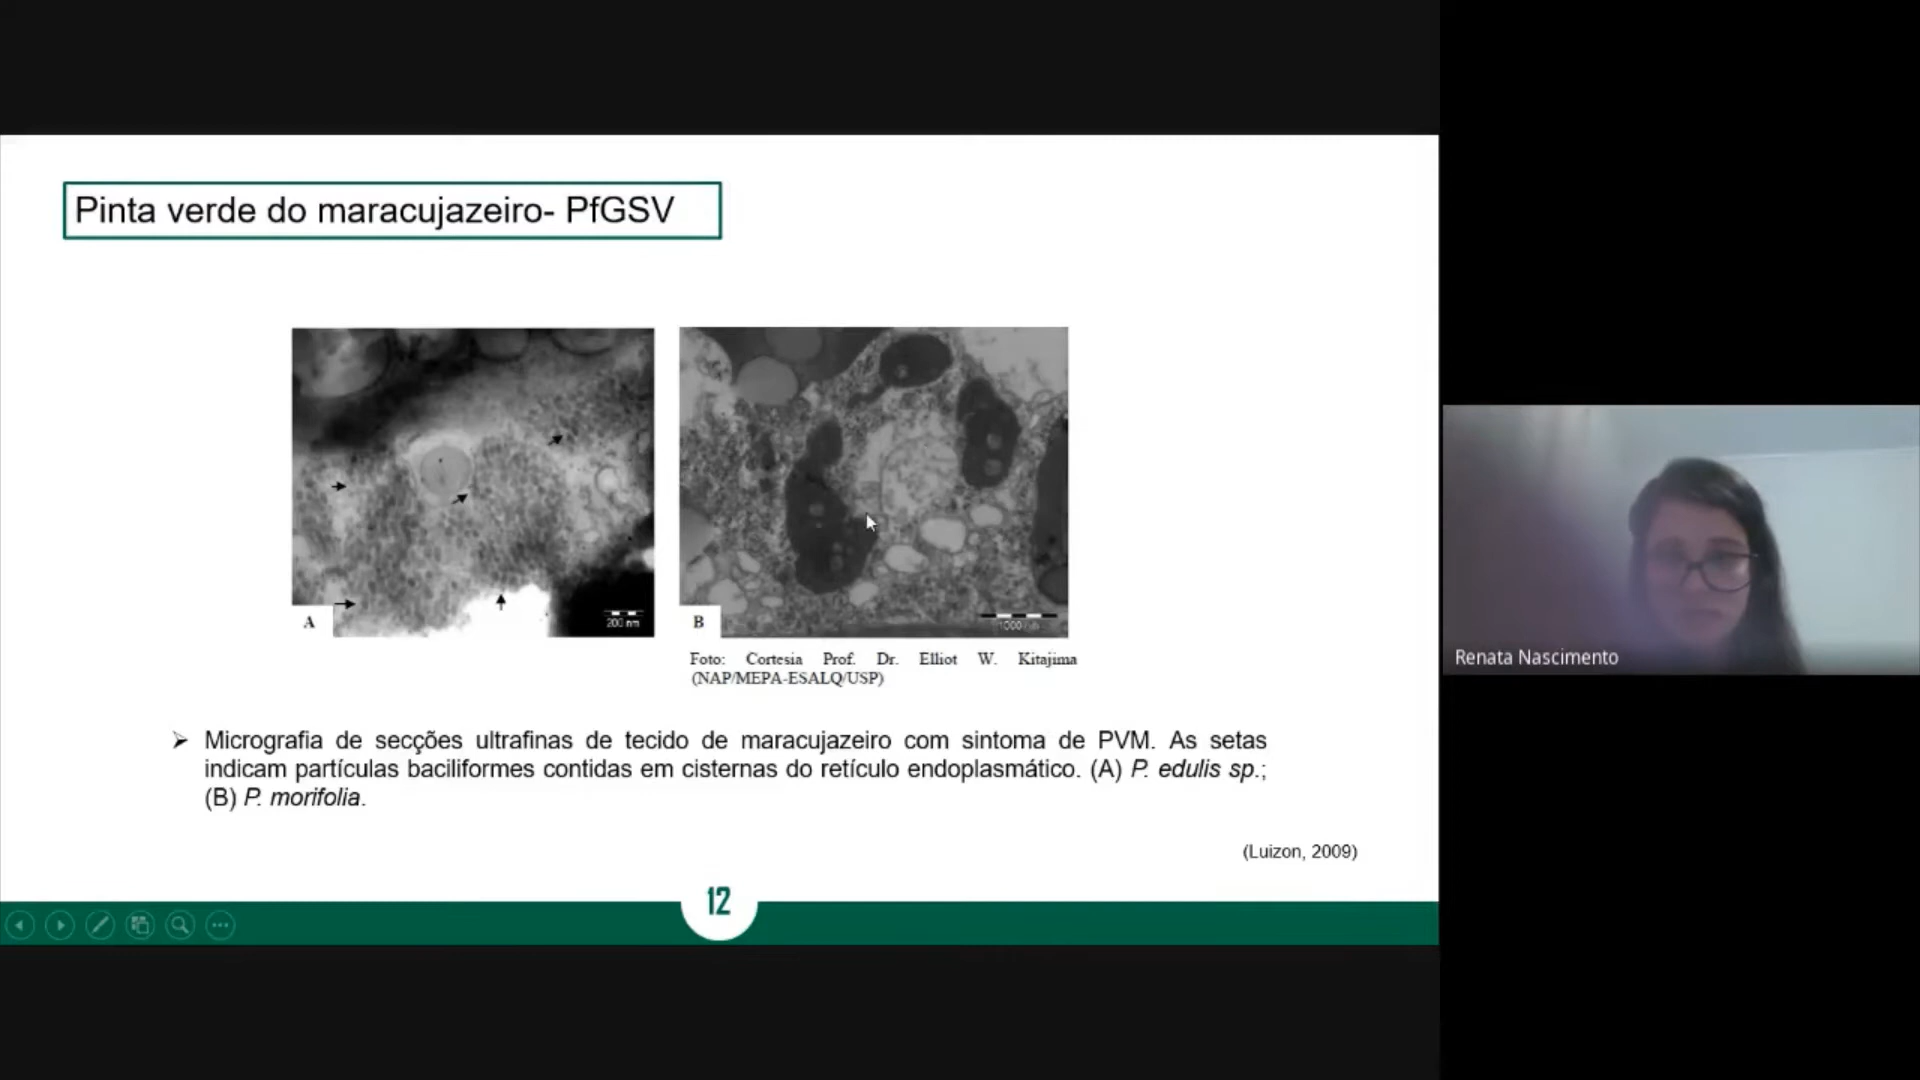 Pinta verde do maracujazeiro- PfGSV
A
200 nm
B
1000 nm
Foto: Cortesia Prof. Dr. Elliot W. Kitajima
(NAP/MEPA-ESALQ/USP)
➢ Micrografia de secções ultrafinas de tecido de maracujazeiro com sintoma de PVM. As setas
indicam partículas baciliformes contidas em cisternas do retículo endoplasmático. (A) P. edulis sp.;
(B) P. morifolia.
(Luizon, 2009)
12
Renata Nascimento